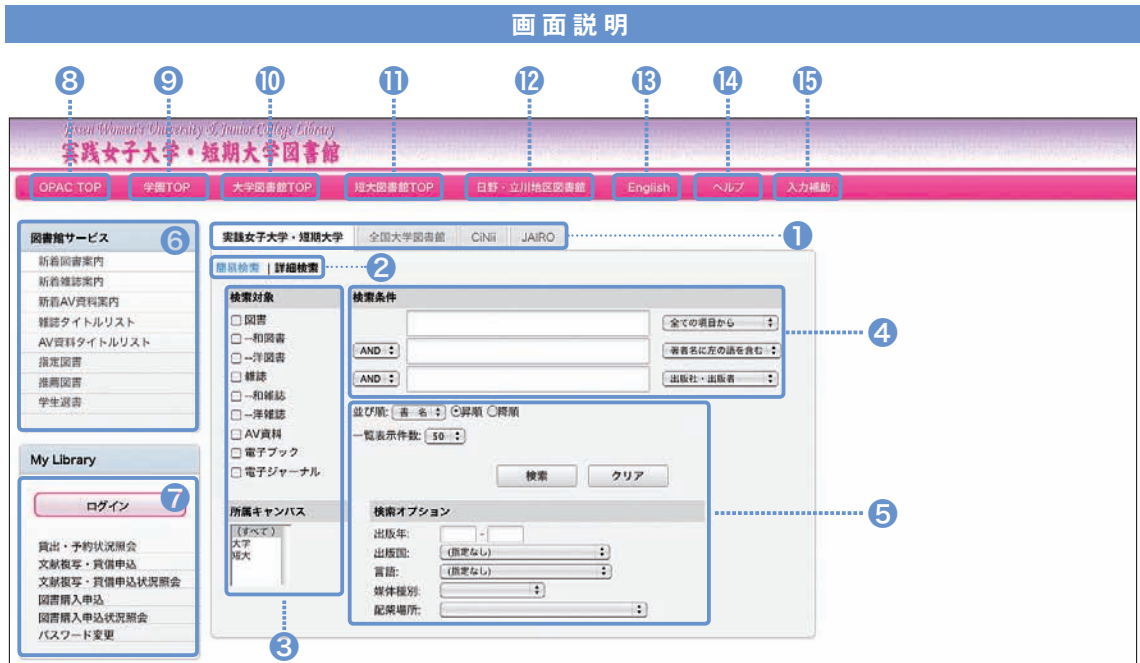 画面説明
⑧ ⑨ ⑩ ⑪ ⑫ ⑬ ⑭ ⑮
Jissen Women's University & Junior College Library
実践女子大学・短期大学図書館
OPAC TOP 学園TOP 大学図書館TOP 短大図書館TOP 日野・立川地区図書館 English ヘルプ 入力補助
図書館サービス ⑥
新着図書案内
新着雑誌案内
新着AV資料案内
雑誌タイトルリスト
AV資料タイトルリスト
指定図書
推薦図書
学生選書
My Library
ログイン ⑦
貸出・予約状況照会
文献複写・貸借申込
文献複写・貸借申込状況照会
図書購入申込
図書購入申込状況照会
パスワード変更
実践女子大学・短期大学 全国大学図書館 CiNii JAIRO ①
簡易検索 | 詳細検索 ②
検索対象
図書
--和図書
--洋図書
雑誌
--和雑誌
--洋雑誌
AV資料
電子ブック
電子ジャーナル
所属キャンパス
(すべて)
大学
短大
③
検索条件
全ての項目から
AND 著者名に左の語を含む
AND 出版社・出版者
④
並び順: 書 名 昇順 降順
一覧表示件数: 50
検索 クリア
検索オプション
⑤
出版年: -
出版国: (指定なし)
言語: (指定なし)
媒体種別:
配架場所: